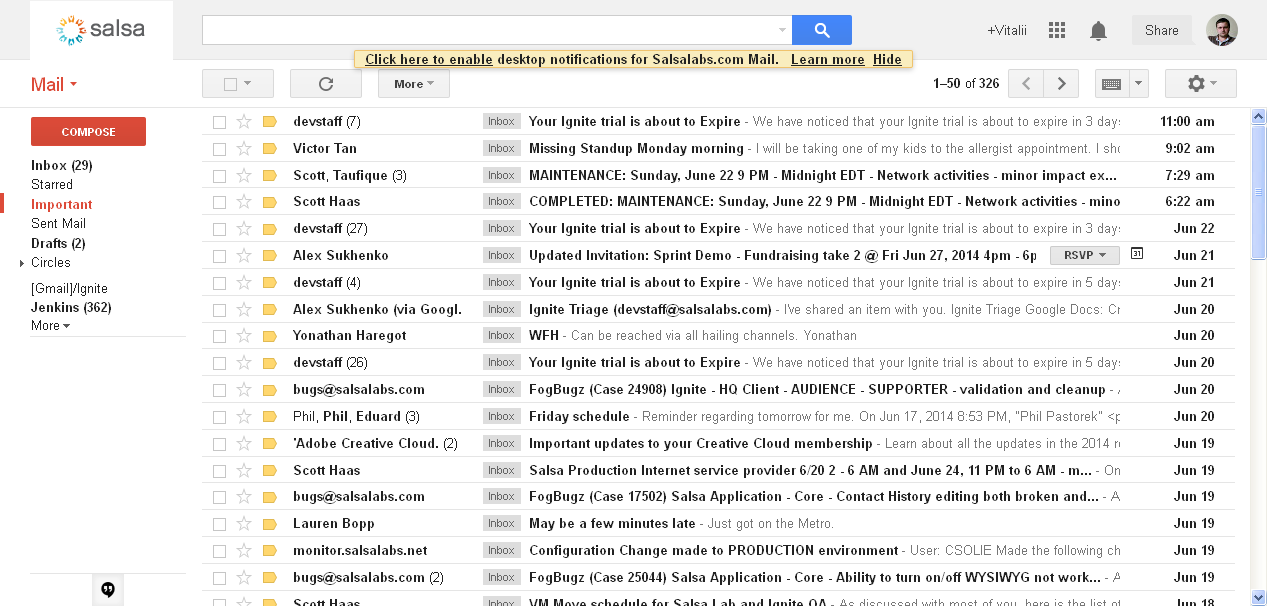 salsa
+Vitalii
Share
Click here to enable desktop notifications for Salsalabs.com Mail. Learn more Hide
Mail
More
1–50 of 326
COMPOSE
Inbox (29)
Starred
Important
Sent Mail
Drafts (2)
Circles
[Gmail]/Ignite
Jenkins (362)
More
devstaff (7) Inbox Your Ignite trial is about to Expire - We have noticed that your Ignite trial is about to expire in 3 days 11:00 am
Victor Tan Inbox Missing Standup Monday morning - I will be taking one of my kids to the allergist appointment. I sho 9:02 am
Scott, Taufique (3) Inbox MAINTENANCE: Sunday, June 22 9 PM - Midnight EDT - Network activities - minor impact ex... 7:29 am
Scott Haas Inbox COMPLETED: MAINTENANCE: Sunday, June 22 9 PM - Midnight EDT - Network activities - mino 6:22 am
devstaff (27) Inbox Your Ignite trial is about to Expire - We have noticed that your Ignite trial is about to expire in 3 days Jun 22
Alex Sukhenko Inbox Updated Invitation: Sprint Demo - Fundraising take 2 @ Fri Jun 27, 2014 4pm - 6p RSVP 31 Jun 21
devstaff (4) Inbox Your Ignite trial is about to Expire - We have noticed that your Ignite trial is about to expire in 5 days Jun 21
Alex Sukhenko (via Googl. Inbox Ignite Triage (devstaff@salsalabs.com) - I've shared an item with you. Ignite Triage Google Docs: Cr Jun 20
Yonathan Haregot Inbox WFH - Can be reached via all hailing channels. Yonathan Jun 20
devstaff (26) Inbox Your Ignite trial is about to Expire - We have noticed that your Ignite trial is about to expire in 5 days Jun 20
bugs@salsalabs.com Inbox FogBugz (Case 24908) Ignite - HQ Client - AUDIENCE - SUPPORTER - validation and cleanup - Jun 20
Phil, Phil, Eduard (3) Inbox Friday schedule - Reminder regarding tomorrow for me. On Jun 17, 2014 8:53 PM, "Phil Pastorek" <p Jun 20
'Adobe Creative Cloud. (2) Inbox Important updates to your Creative Cloud membership - Learn about all the updates in the 2014 re Jun 19
Scott Haas Inbox Salsa Production Internet service provider 6/20 2 - 6 AM and June 24, 11 PM to 6 AM - m... - On Jun 19
bugs@salsalabs.com Inbox FogBugz (Case 17502) Salsa Application - Core - Contact History editing both broken and... - A Jun 19
Lauren Bopp Inbox May be a few minutes late - Just got on the Metro. Jun 19
monitor.salsalabs.net Inbox Configuration Change made to PRODUCTION environment - User: CSOLIE Made the following ch Jun 19
bugs@salsalabs.com (2) Inbox FogBugz (Case 25044) Salsa Application - Core - Ability to turn on/off WYSIWYG not work... - A Jun 19
Scott Haas Inbox VM Move schedule for Salsa Lab and Ignite QA - As discussed with most of you, here is the list of Jun 18